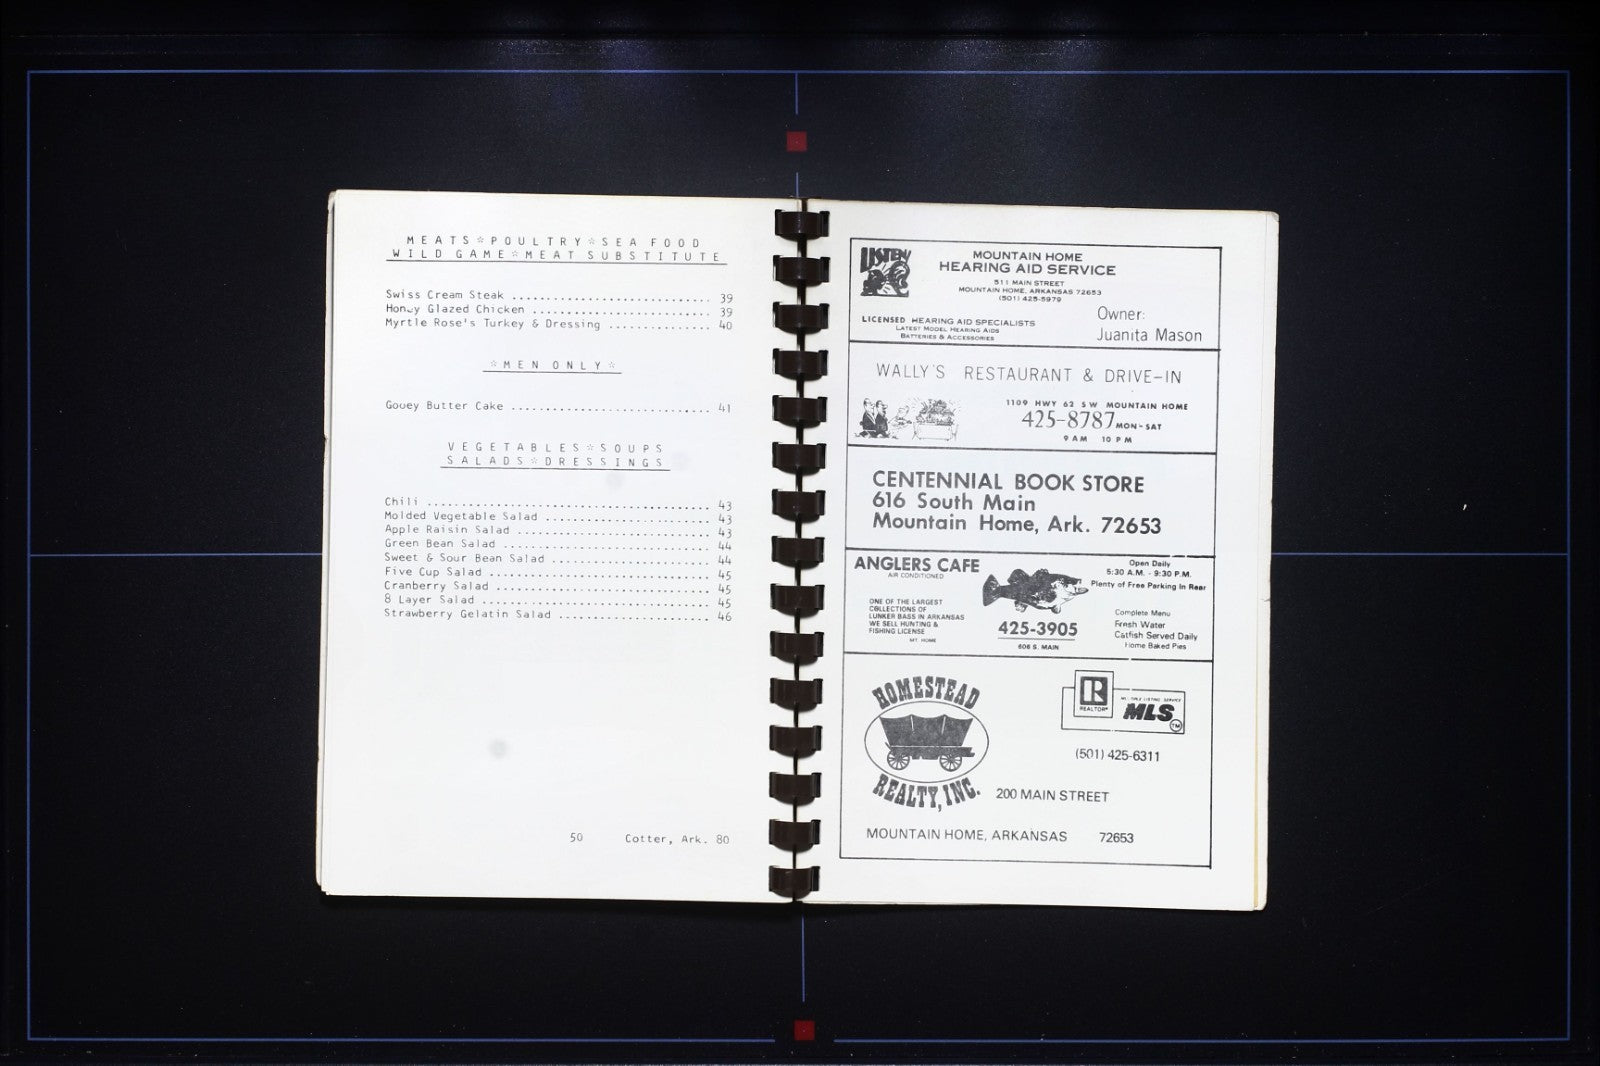 MEATS☆POULTRY☆SEA FOOD
WILD GAME☆MEAT SUBSTITUTE
Swiss Cream Steak ............................ 39
Honey Glazed Chicken ......................... 39
Myrtle Rose's Turkey & Dressing .............. 40
☆MEN ONLY☆
Gooey Butter Cake ............................ 41
VEGETABLES☆SOUPS
SALADS☆DRESSINGS
Chili ........................................ 43
Molded Vegetable Salad ....................... 43
Apple Raisin Salad ........................... 43
Green Bean Salad ............................. 44
Sweet & Sour Bean Salad ...................... 44
Five Cup Salad ............................... 45
Cranberry Salad .............................. 45
8 Layer Salad ................................ 45
Strawberry Gelatin Salad ..................... 46
50 Cotter, Ark. 80
LISTEN!
MOUNTAIN HOME
HEARING AID SERVICE
511 MAIN STREET
MOUNTAIN HOME, ARKANSAS 72653
(501) 425-5979
LICENSED HEARING AID SPECIALISTS
LATEST MODEL HEARING AIDS
BATTERIES & ACCESSORIES
Owner:
Juanita Mason
WALLY'S RESTAURANT & DRIVE-IN
1109 HWY 62 SW MOUNTAIN HOME
425-8787 MON-SAT
9 AM 10 PM
CENTENNIAL BOOK STORE
616 South Main
Mountain Home, Ark. 72653
ANGLERS CAFE
AIR CONDITIONED
ONE OF THE LARGEST
COLLECTIONS OF
LUNKER BASS IN ARKANSAS
WE SELL HUNTING &
FISHING LICENSE
MT. HOME
425-3905
606 S. MAIN
Open Daily
5:30 A.M. - 9:30 P.M.
Plenty of Free Parking In Rear
Complete Menu
Fresh Water
Catfish Served Daily
Home Baked Pies
HOMESTEAD
REALTY, INC.
R
REALTOR®
MULTIPLE LISTING SERVICE
MLS
TM
(501) 425-6311
200 MAIN STREET
MOUNTAIN HOME, ARKANSAS 72653